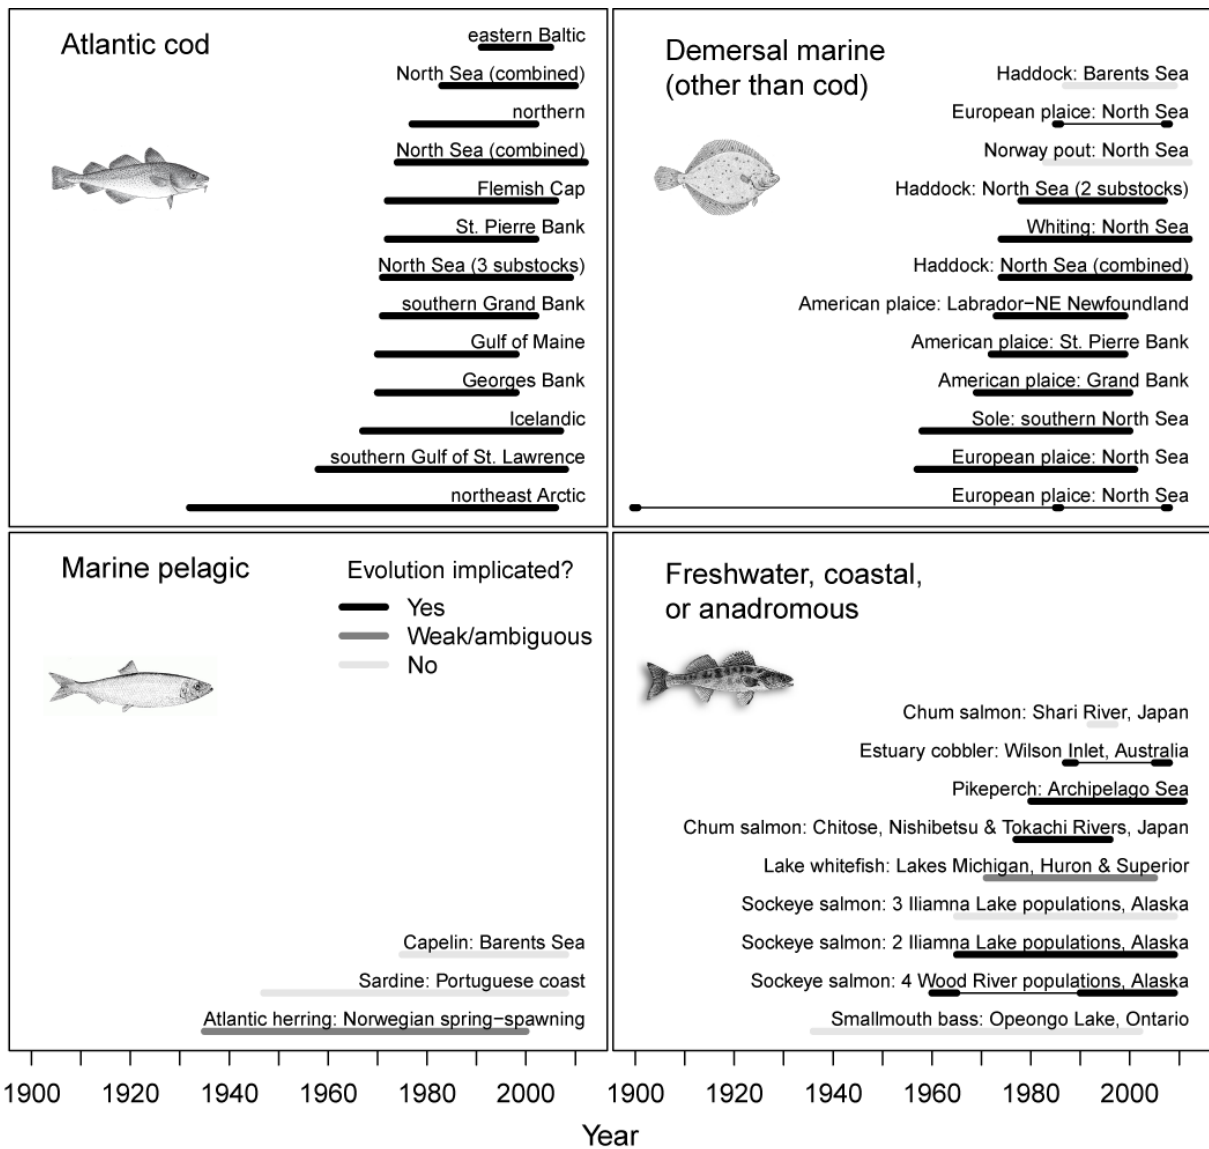 Atlantic cod
eastern Baltic
North Sea (combined)
northern
North Sea (combined)
Flemish Cap
St. Pierre Bank
North Sea (3 substocks)
southern Grand Bank
Gulf of Maine
Georges Bank
Icelandic
southern Gulf of St. Lawrence
northeast Arctic
Demersal marine
(other than cod)
Haddock: Barents Sea
European plaice: North Sea
Norway pout: North Sea
Haddock: North Sea (2 substocks)
Whiting: North Sea
Haddock: North Sea (combined)
American plaice: Labrador−NE Newfoundland
American plaice: St. Pierre Bank
American plaice: Grand Bank
Sole: southern North Sea
European plaice: North Sea
European plaice: North Sea
Marine pelagic
Evolution implicated?
Yes
Weak/ambiguous
No
Capelin: Barents Sea
Sardine: Portuguese coast
Atlantic herring: Norwegian spring−spawning
Freshwater, coastal,
or anadromous
Chum salmon: Shari River, Japan
Estuary cobbler: Wilson Inlet, Australia
Pikeperch: Archipelago Sea
Chum salmon: Chitose, Nishibetsu & Tokachi Rivers, Japan
Lake whitefish: Lakes Michigan, Huron & Superior
Sockeye salmon: 3 Iliamna Lake populations, Alaska
Sockeye salmon: 2 Iliamna Lake populations, Alaska
Sockeye salmon: 4 Wood River populations, Alaska
Smallmouth bass: Opeongo Lake, Ontario
1900 1920 1940 1960 1980 2000
1900 1920 1940 1960 1980 2000
Year